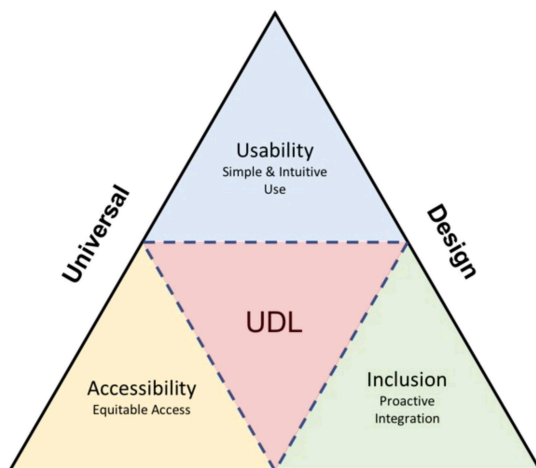 Usability
Simple & Intuitive
Use
Universal
Design
UDL
Accessibility
Equitable Access
Inclusion
Proactive
Integration